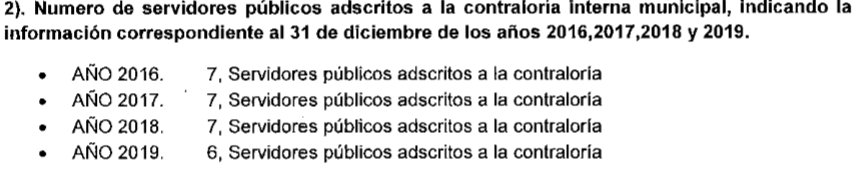 2). Numero de servidores públicos adscritos a la contraloria interna municipal, indicando la
información correspondiente al 31 de diciembre de los años 2016,2017,2018 y 2019.
• AÑO 2016. 7, Servidores públicos adscritos a la contraloría
• AÑO 2017. 7, Servidores públicos adscritos a la contraloría
• AÑO 2018. 7, Servidores públicos adscritos a la contraloría
• AÑO 2019. 6, Servidores públicos adscritos a la contraloría